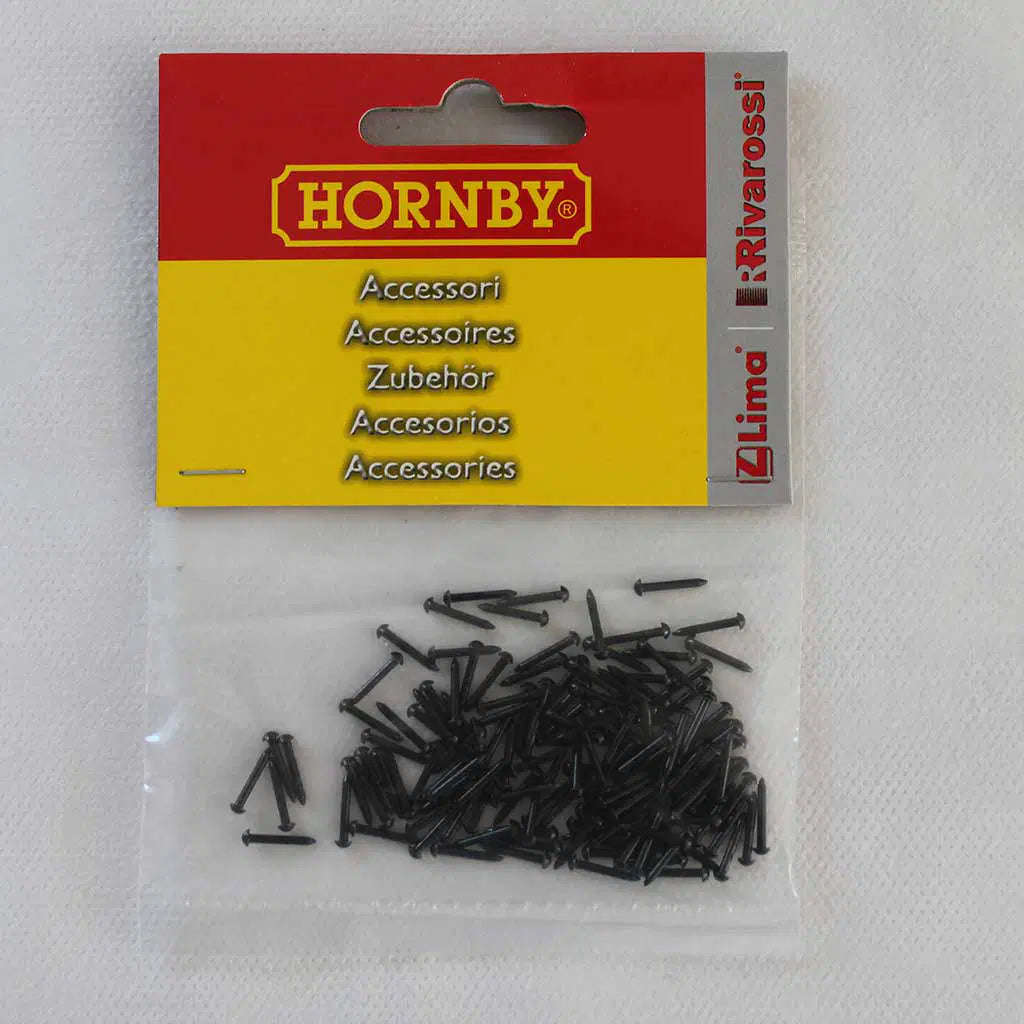 HORNBY®
Accessori
Accessoires
Zubehör
Accesorios
Accessories
Lima
Rivarossi